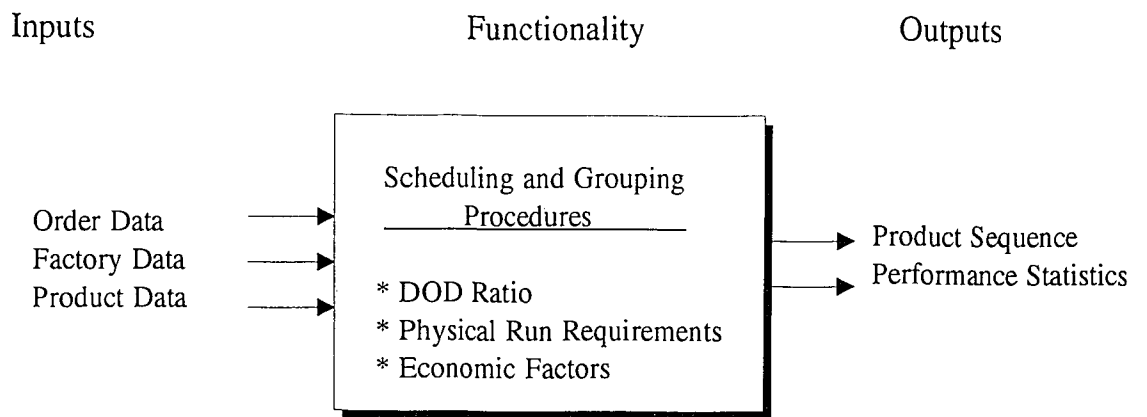 Inputs
Functionality
Outputs
Scheduling and Grouping
Procedures
Order Data
Factory Data
Product Data
* DOD Ratio
* Physical Run Requirements
* Economic Factors
Product Sequence
Performance Statistics